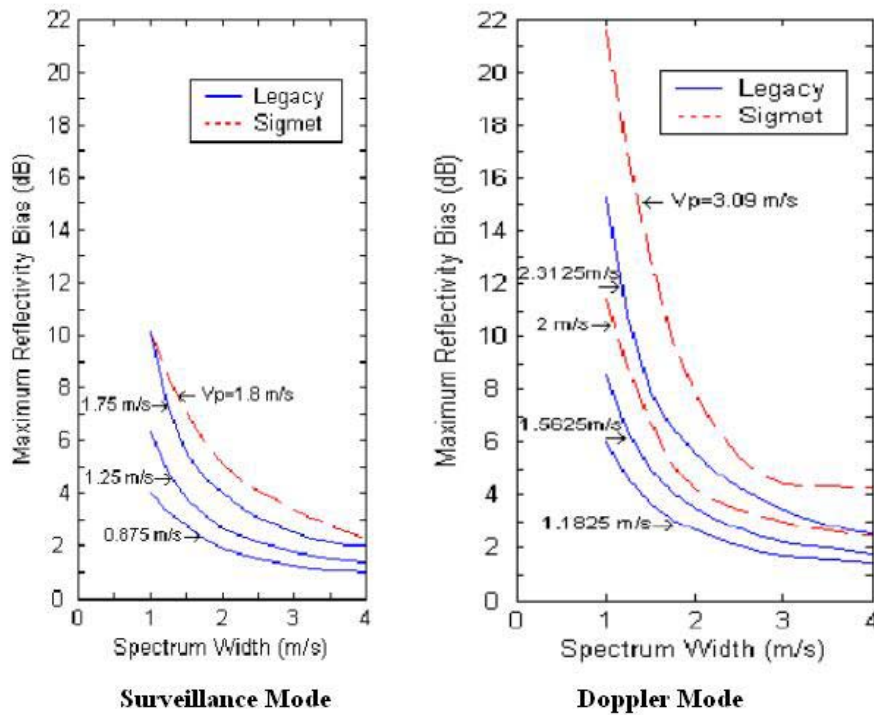 22
20
18
16
14
12
10
8
6
4
2
0
Maximum Reflectivity Bias (dB)
Legacy
Sigmet
Vp=1.8 m/s
1.75 m/s
1.25 m/s
0.875 m/s
0 1 2 3 4
Spectrum Width (m/s)
Surveillance Mode
22
20
18
16
14
12
10
8
6
4
2
0
Maximum Reflectivity Bias (dB)
Legacy
Sigmet
Vp=3.09 m/s
2.3125m/s
2 m/s
1.5625m/s
1.1825 m/s
0 1 2 3 4
Spectrum Width (m/s)
Doppler Mode